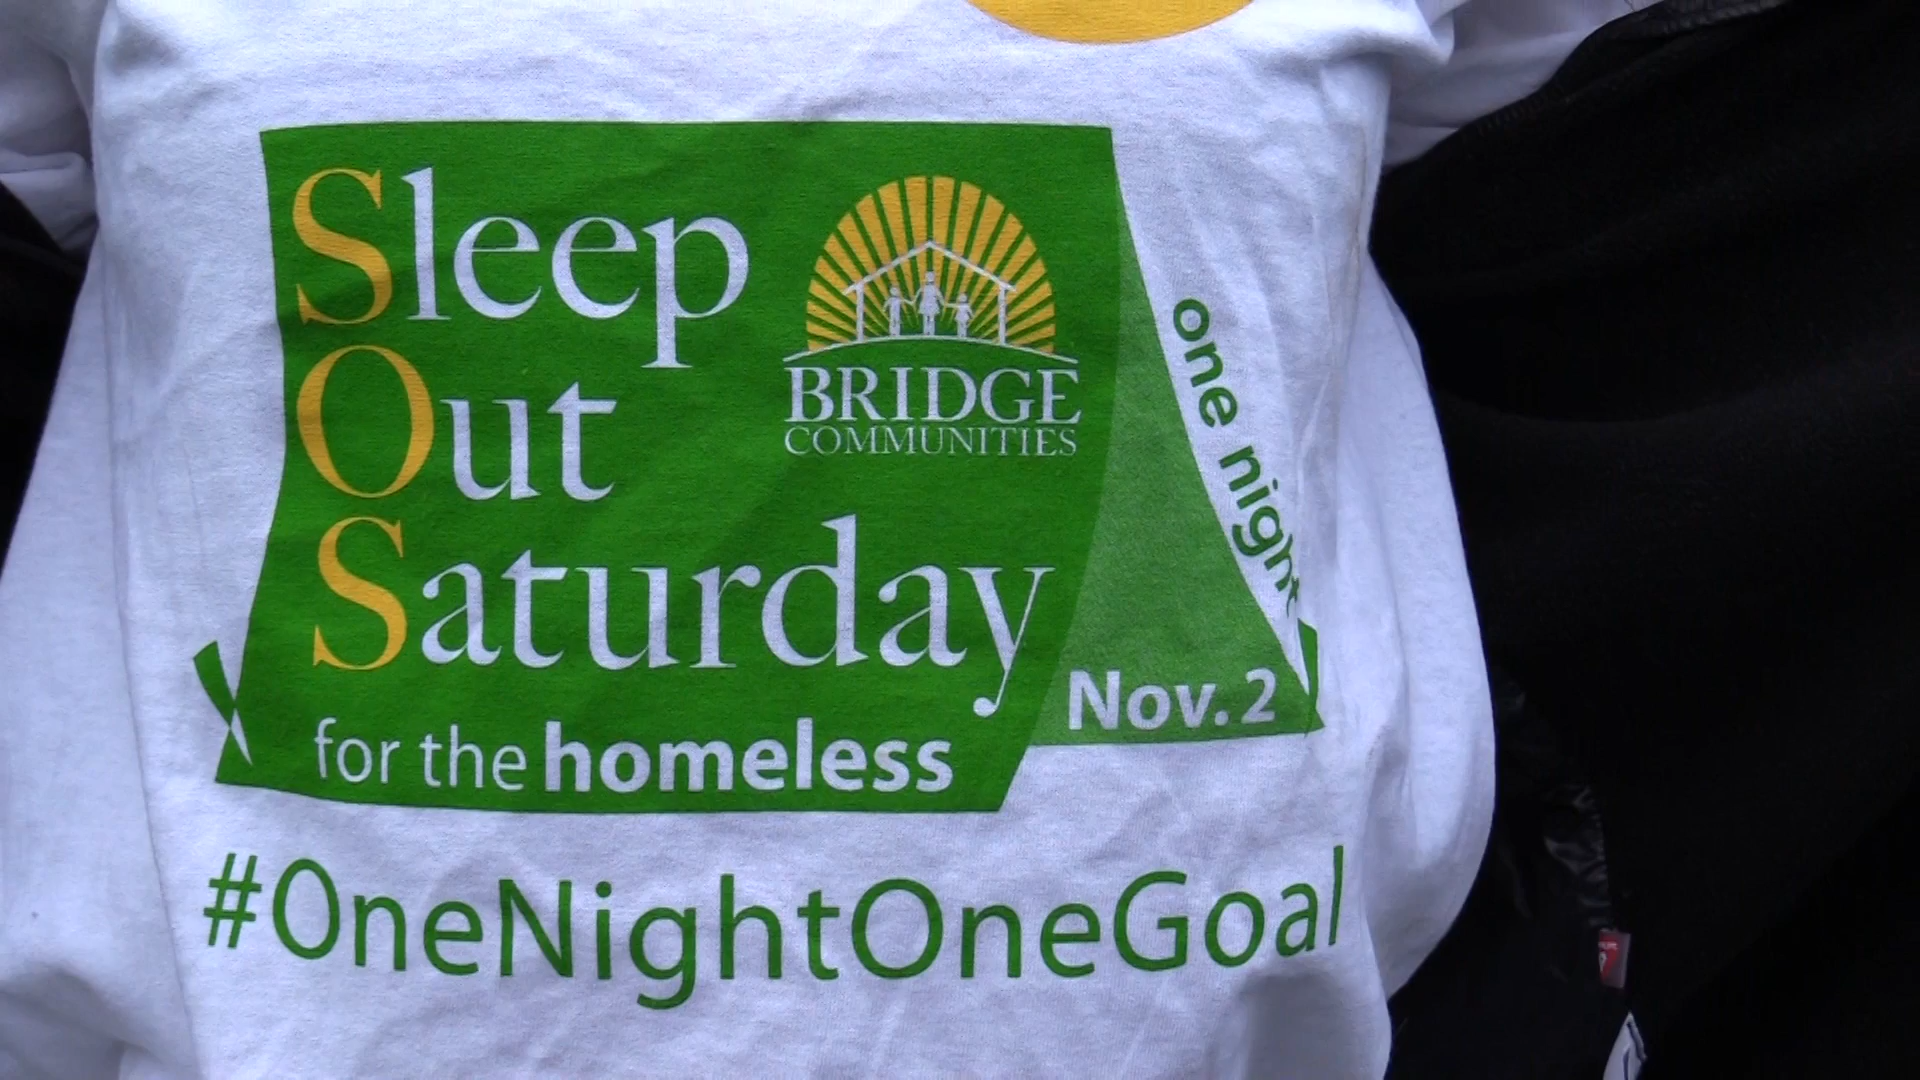 Sleep
Out
Saturday
for the homeless
BRIDGE
COMMUNITIES
one night
Nov. 2
#OneNightOneGoal